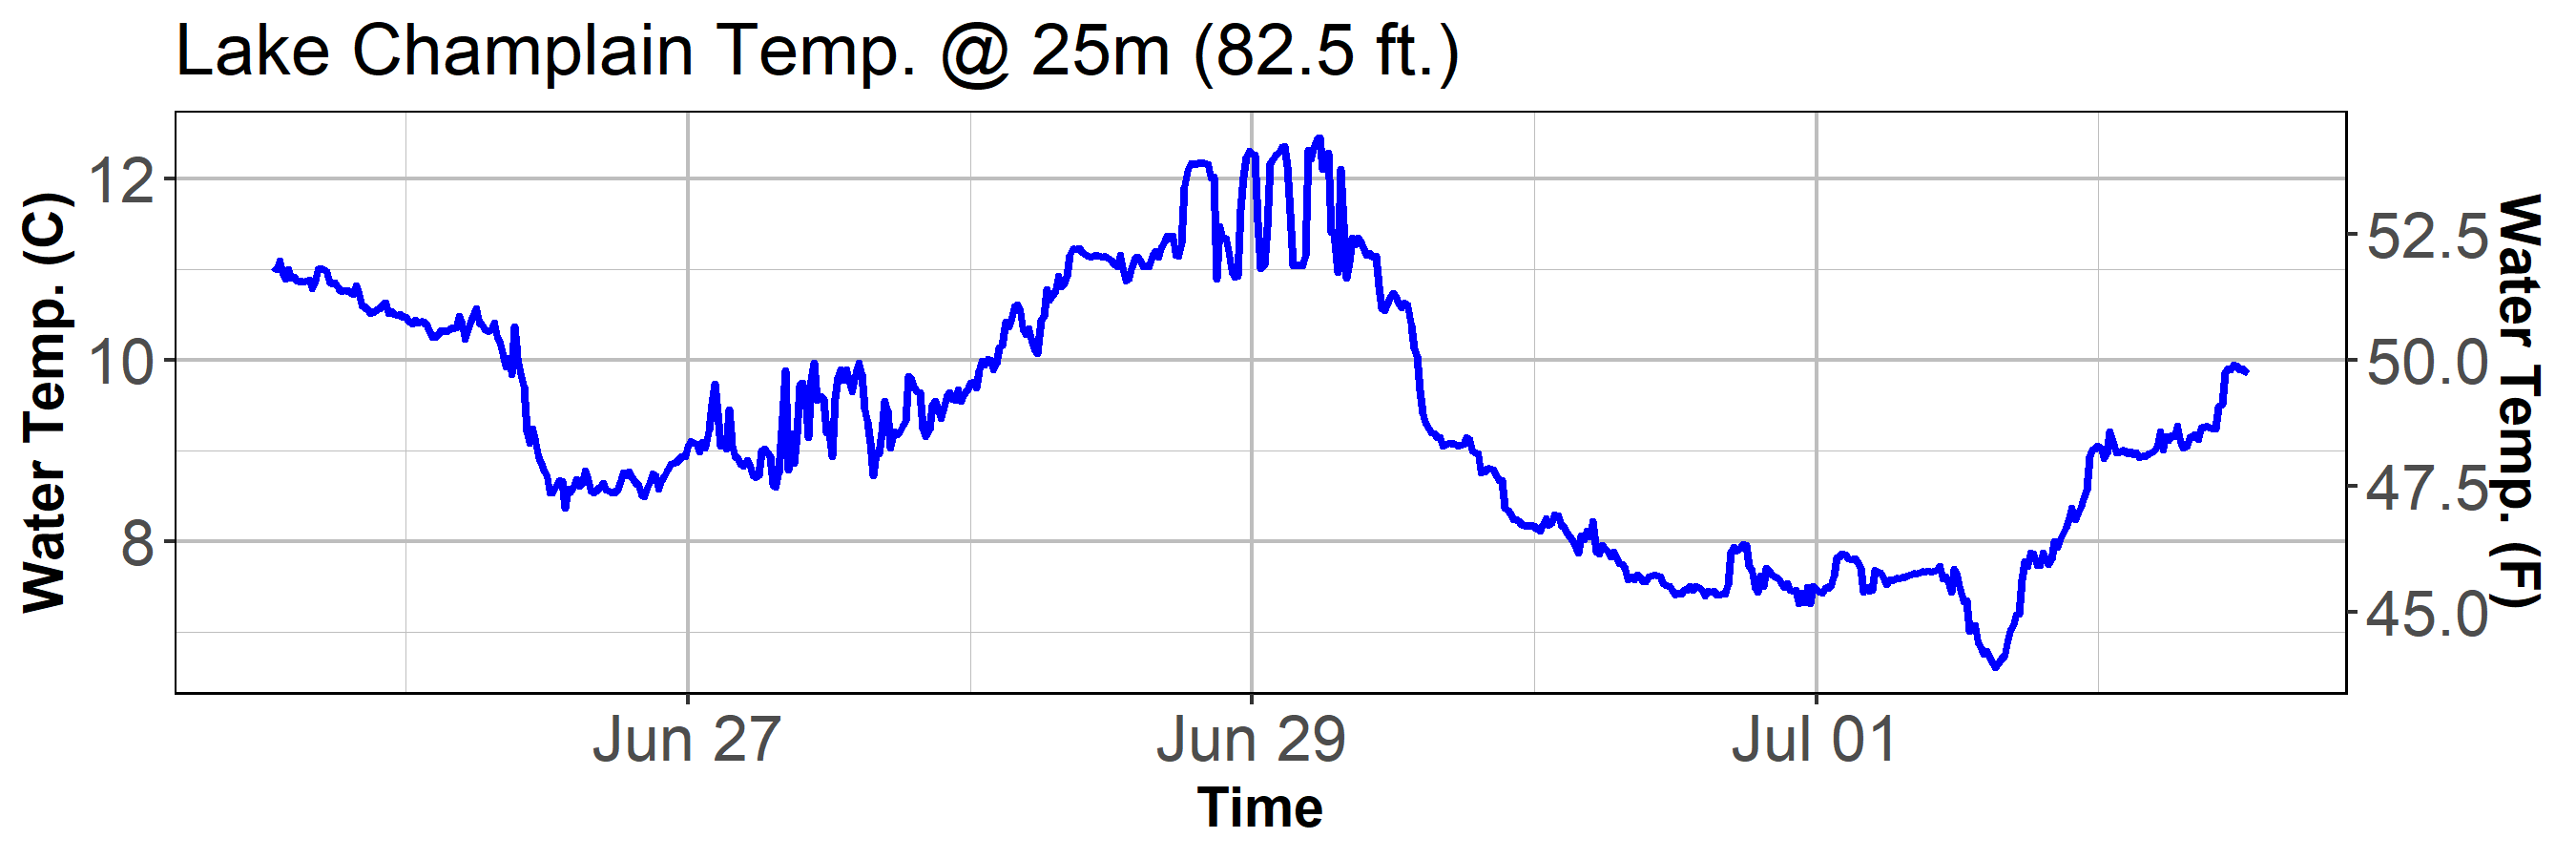 Lake Champlain Temp. @ 25m (82.5 ft.)
Water Temp. (C)
12
10
8
52.5
50.0
47.5
45.0
Water Temp. (F)
Jun 27
Jun 29
Jul 01
Time